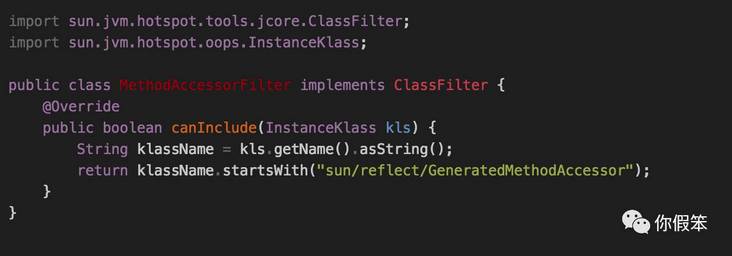 import sun.jvm.hotspot.tools.jcore.ClassFilter;
import sun.jvm.hotspot.oops.InstanceKlass;

public class MethodAccessorFilter implements ClassFilter {
    @Override
    public boolean canInclude(InstanceKlass kls) {
        String klassName = kls.getName().asString();
        return klassName.startsWith("sun/reflect/GeneratedMethodAccessor");
    }
}
你假笨